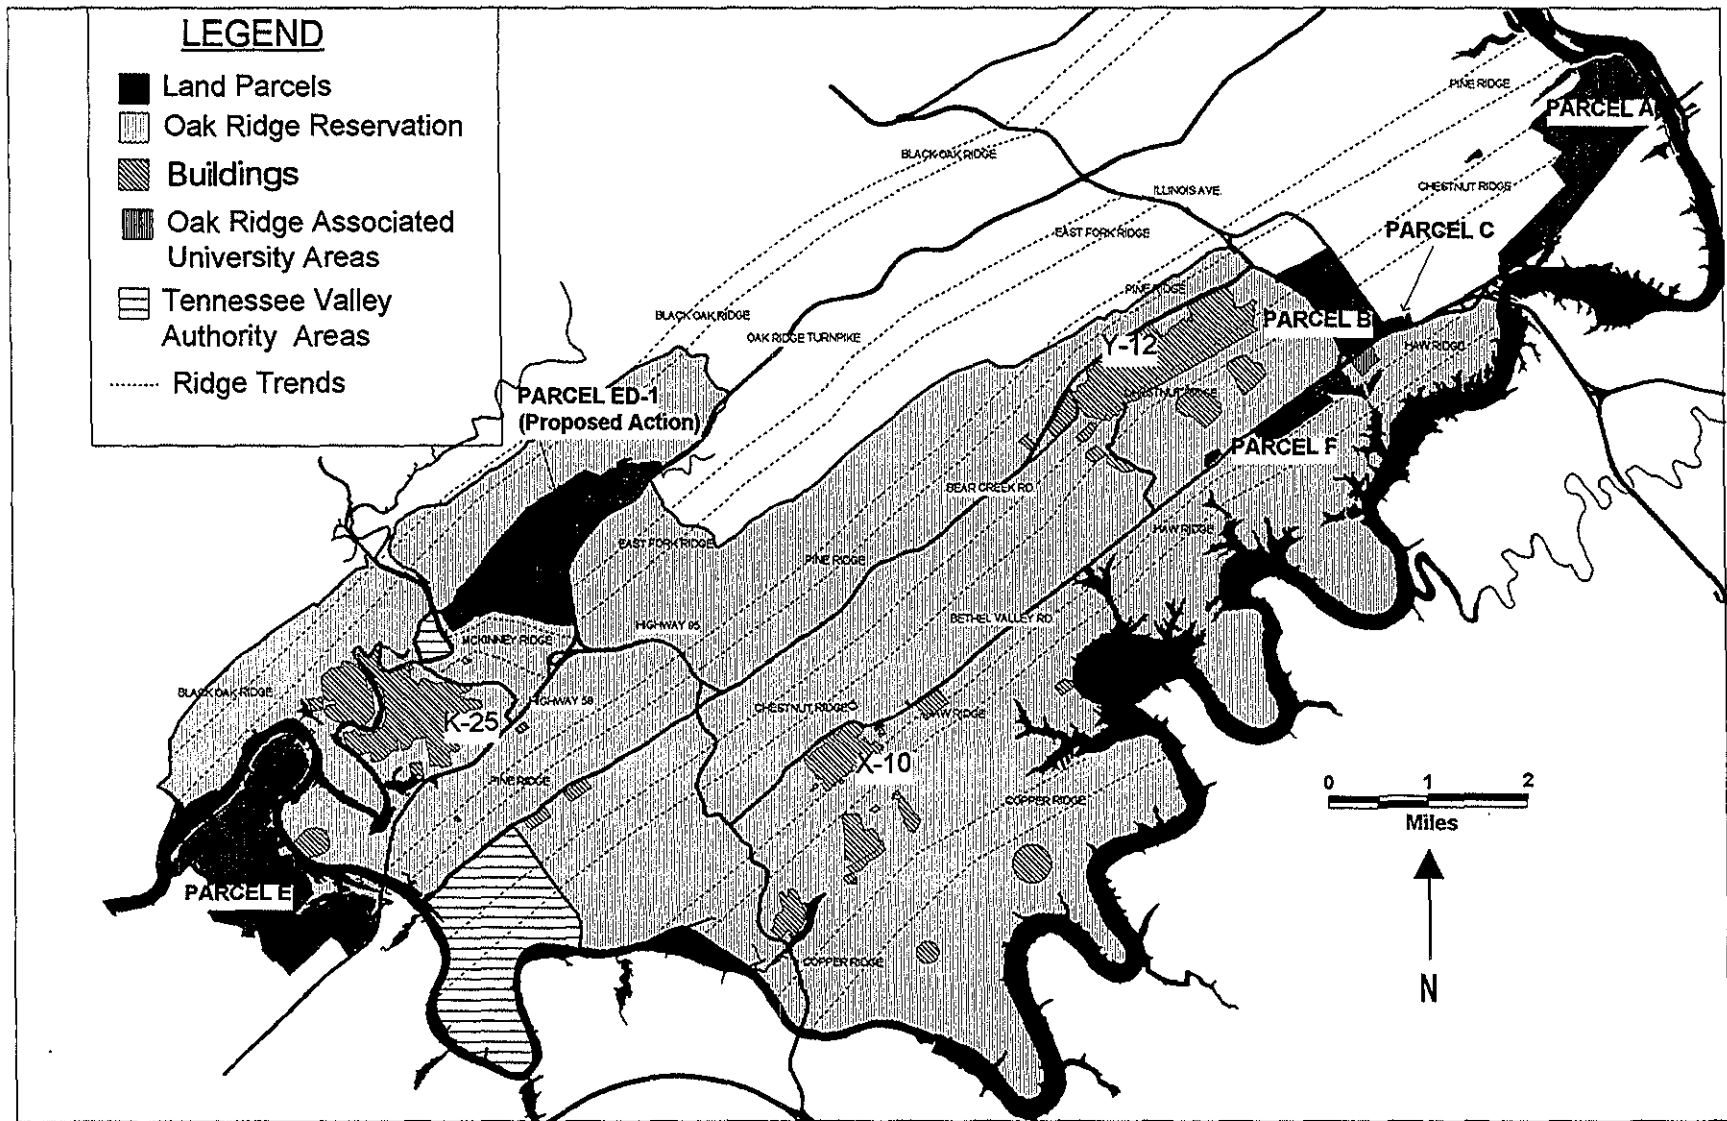 LEGEND
Land Parcels
Oak Ridge Reservation
Buildings
Oak Ridge Associated
University Areas
Tennessee Valley
Authority Areas
Ridge Trends
PINE RIDGE
PARCEL A
BLACK OAK RIDGE
CHESTNUT RIDGE
ILLINOIS AVE.
EAST FORK RIDGE
PARCEL C
PINE RIDGE
BLACK OAK RIDGE
PARCEL B
OAK RIDGE TURNPIKE
Y-12
HAW RIDGE
PARCEL ED-1
(Proposed Action)
CHESTNUT RIDGE
PARCEL F
BEAR CREEK RD.
HAW RIDGE
EAST FORK RIDGE
PINE RIDGE
BETHEL VALLEY RD.
HIGHWAY 95
MCKINNEY RIDGE
BLACK OAK RIDGE
HIGHWAY 58
CHESTNUT RIDGE
HAW RIDGE
K-25
X-10
PINE RIDGE
COPPER RIDGE
0 1 2
Miles
PARCEL E
COPPER RIDGE
N